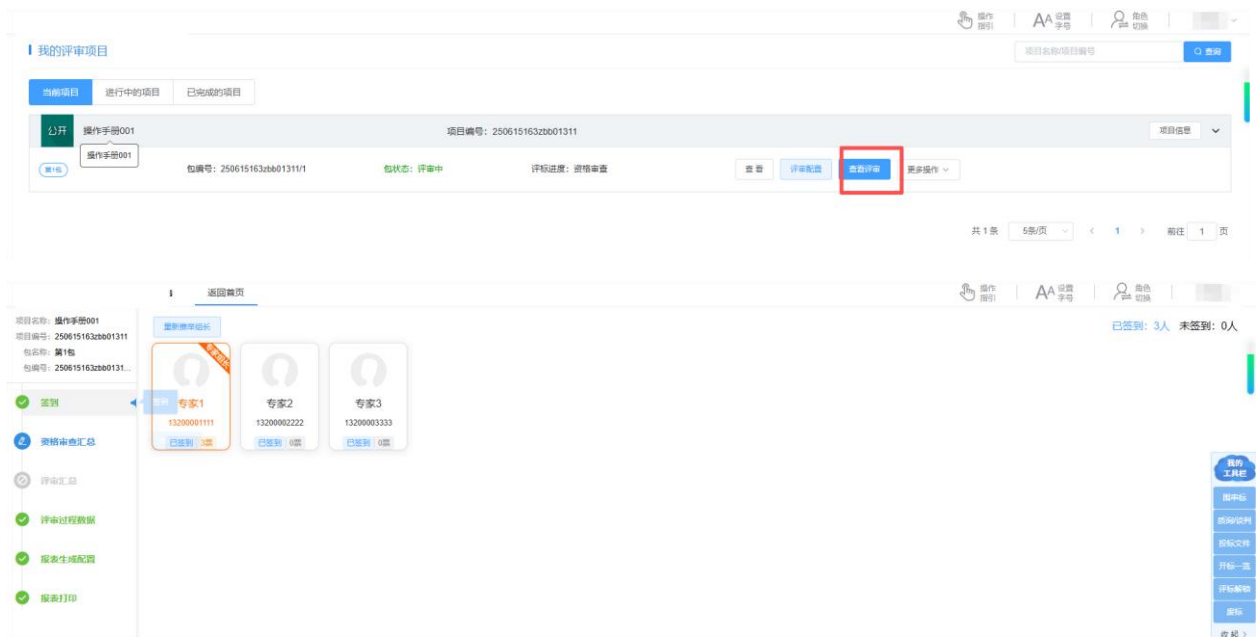 操作指引 设置字号 角色切换
我的评审项目 项目名称/项目编号 查询
当前项目 进行中的项目 已完成的项目
公开 操作手册001 项目编号：250615163zbb01311 项目信息
操作手册001
第1包 包编号：250615163zbb01311/1 包状态：评审中 评标进度：资格审查 查看 评审配置 查看评审 更多操作
共1条 5条/页 < 1 > 前往 1 页
返回首页 操作指引 设置字号 角色切换
项目名称：操作手册001
项目编号：250615163zbb01311
包名称：第1包
包编号：250615163zbb0131...
重新推举组长 已签到：3人 未签到：0人
专家组长
签到 签到 专家1 专家2 专家3
13200001111 13200002222 13200003333
已签到 3票 已签到 0票 已签到 0票
资格审查汇总
评审汇总
评审过程数据
报表生成配置
报表打印
我的
工具栏
围串标
质询/谈判
投标文件
开标一览
评标解锁
废标
收起 >